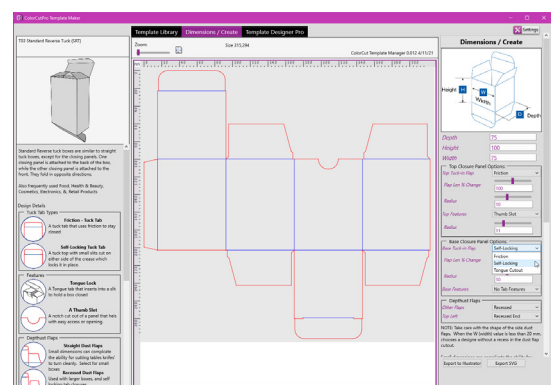 ColorCutPro Template Maker
T03 Standard Reverse Tuck (SRT)
Template Library
Dimensions / Create
Template Designer Pro
Settings
Zoom
Size 315,294
ColorCut Template Manager 9.012 4/11/21
Standard Reverse tuck boxes are similar to straight
tuck boxes, except for the closing panels. One
closing panel is attached to the back of the box,
while the other closing panel is attached to the
front. They fold in opposite directions.
Also frequently used Food, Health & Beauty,
Cosmetics, Electronics, &, Retail Products
Design Details
Tuck Tab Types
Friction - Tuck Tab
A tuck tab that uses friction to stay
closed
Self-Locking Tuck Tab
A tuck top with small slits cut on
either sides of the crease which
locks it in place.
Features
Tongue Lock
A Tongue tab that inserts into a slit
to hold a box closed
A Thumb Slot
A notch cut out of a panel that hels
with easy access or opening.
Depthust Flaps
Straight Dust Flaps
Small dimensions can complicate
the ability for cutting tables knifes
to turn cleanly. Select for small
boxes
Recessed Dust Flaps
Used with larger boxes, and self
Dimensions / Create
Height H
W
Width
D Depth
Depth 75
Height 100
Width 75
Top Closure Panel Options
Top Tuck-in Flap Friction
Flap Len % Change
100
Radius
10
Top Features Thumb Slot
Radius
Base Closure Panel Options
Base Tuck-in Flap Self-Locking
Friction
Flap Len % Change Self-Locking
Tongue Cutout
Radius
10
Base Features No Tab Features
Depthust Flaps
Other Flaps Recessed
Top Left Recessed End
NOTE: Take care with the shape of the side dust
flaps. When the W (width) value is less than 20 mm,
choose a designe without a recess in the dust flap
cutout.
Export to Illustrator
Export SVG